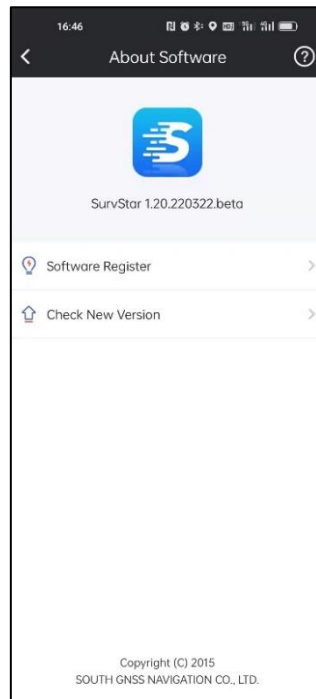 16:46
About Software
SurvStar 1.20.220322.beta
Software Register
Check New Version
Copyright (C) 2015
SOUTH GNSS NAVIGATION CO., LTD.